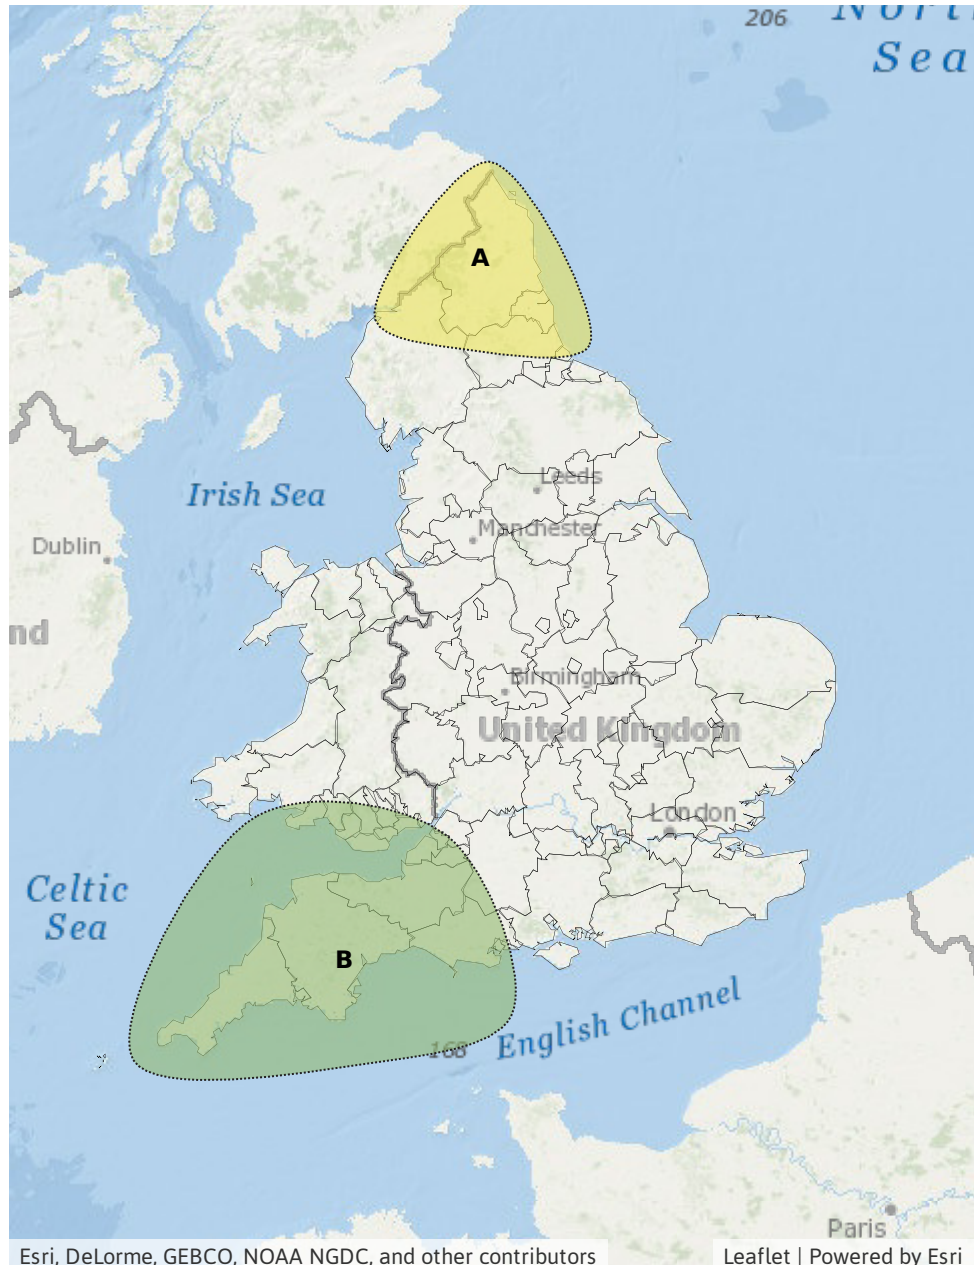 206
Sea
A
Leeds
Irish Sea
Manchester
Dublin
nd
Birmingham
United Kingdom
London
Celtic
Sea
B
English Channel
168
Paris
Esri, DeLorme, GEBCO, NOAA NGDC, and other contributors
Leaflet | Powered by Esri